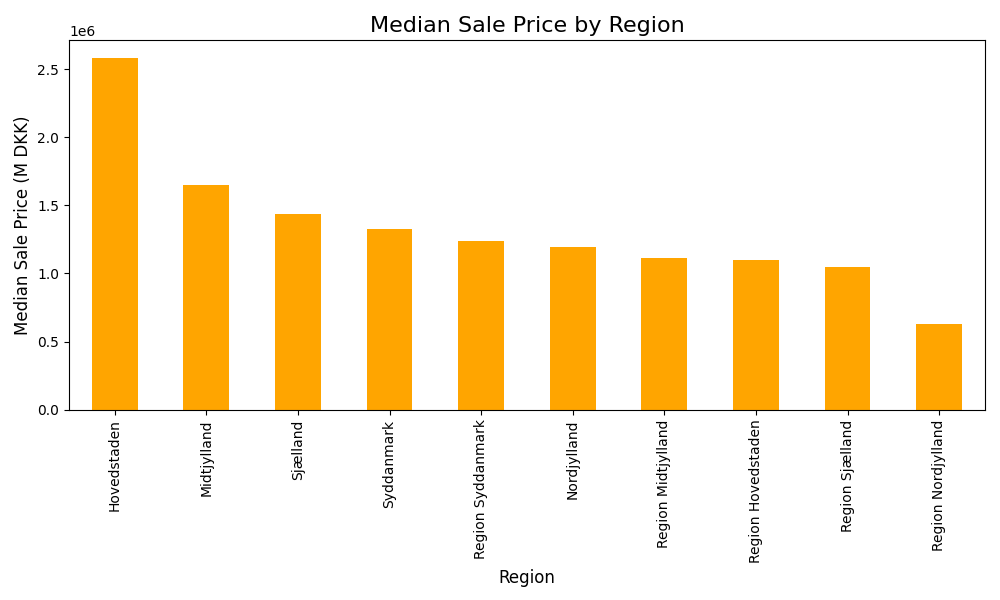 Median Sale Price by Region
1e6
2.5
2.0
1.5
1.0
0.5
0.0
Median Sale Price (M DKK)
Hovedstaden
Midtjylland
Sjælland
Syddanmark
Region Syddanmark
Nordjylland
Region Midtjylland
Region Hovedstaden
Region Sjælland
Region Nordjylland
Region